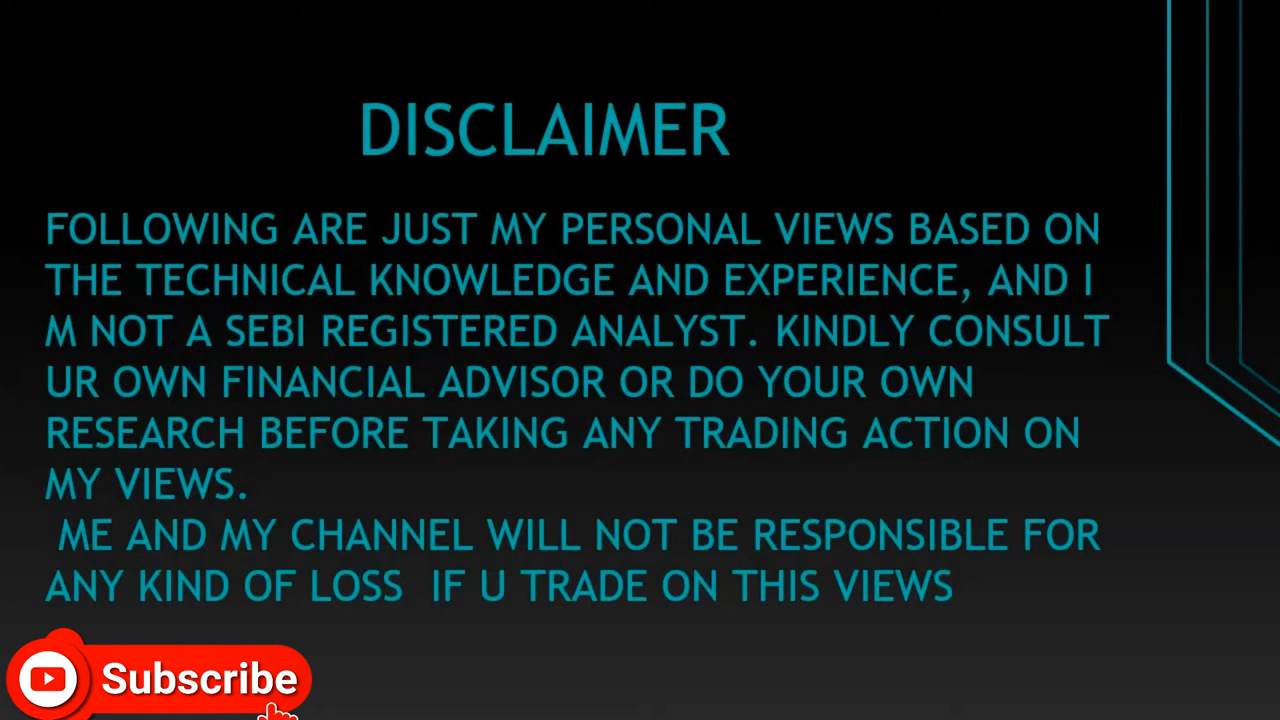 DISCLAIMER
FOLLOWING ARE JUST MY PERSONAL VIEWS BASED ON
THE TECHNICAL KNOWLEDGE AND EXPERIENCE, AND I
M NOT A SEBI REGISTERED ANALYST. KINDLY CONSULT
UR OWN FINANCIAL ADVISOR OR DO YOUR OWN
RESEARCH BEFORE TAKING ANY TRADING ACTION ON
MY VIEWS.
ME AND MY CHANNEL WILL NOT BE RESPONSIBLE FOR
ANY KIND OF LOSS  IF U TRADE ON THIS VIEWS
Subscribe